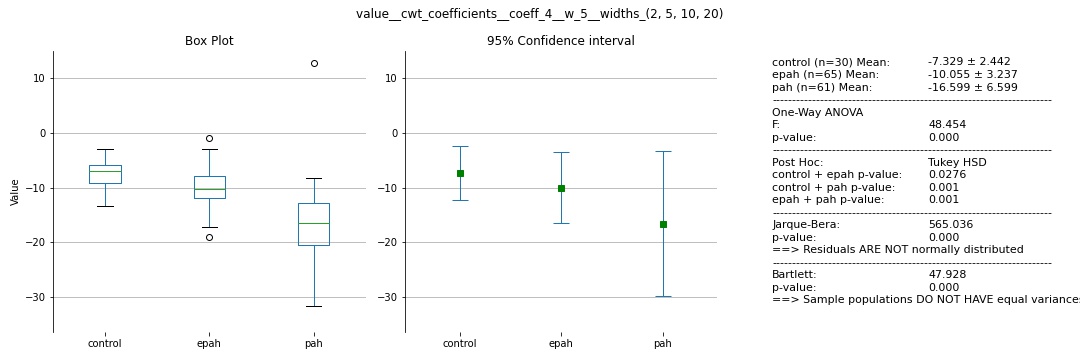 value__cwt_coefficients__coeff_4__w_5__widths_(2, 5, 10, 20)
Box Plot
95% Confidence interval
10
0
−10
−20
−30
Value
control
epah
pah
10
0
−10
−20
−30
control
epah
pah
control (n=30) Mean: -7.329 ± 2.442
epah (n=65) Mean: -10.055 ± 3.237
pah (n=61) Mean: -16.599 ± 6.599
One-Way ANOVA
F: 48.454
p-value: 0.000
Post Hoc: Tukey HSD
control + epah p-value: 0.0276
control + pah p-value: 0.001
epah + pah p-value: 0.001
Jarque-Bera: 565.036
p-value: 0.000
==> Residuals ARE NOT normally distributed
Bartlett: 47.928
p-value: 0.000
==> Sample populations DO NOT HAVE equal variances